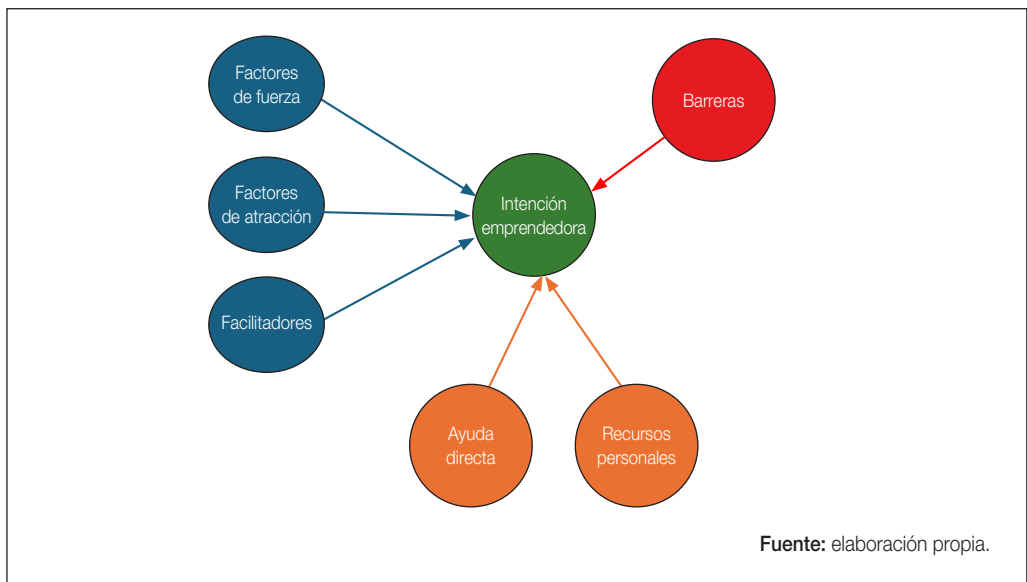 Factores
de fuerza
Barreras
Factores
de atracción
Intención
emprendedora
Facilitadores
Ayuda
directa
Recursos
personales
Fuente: elaboración propia.